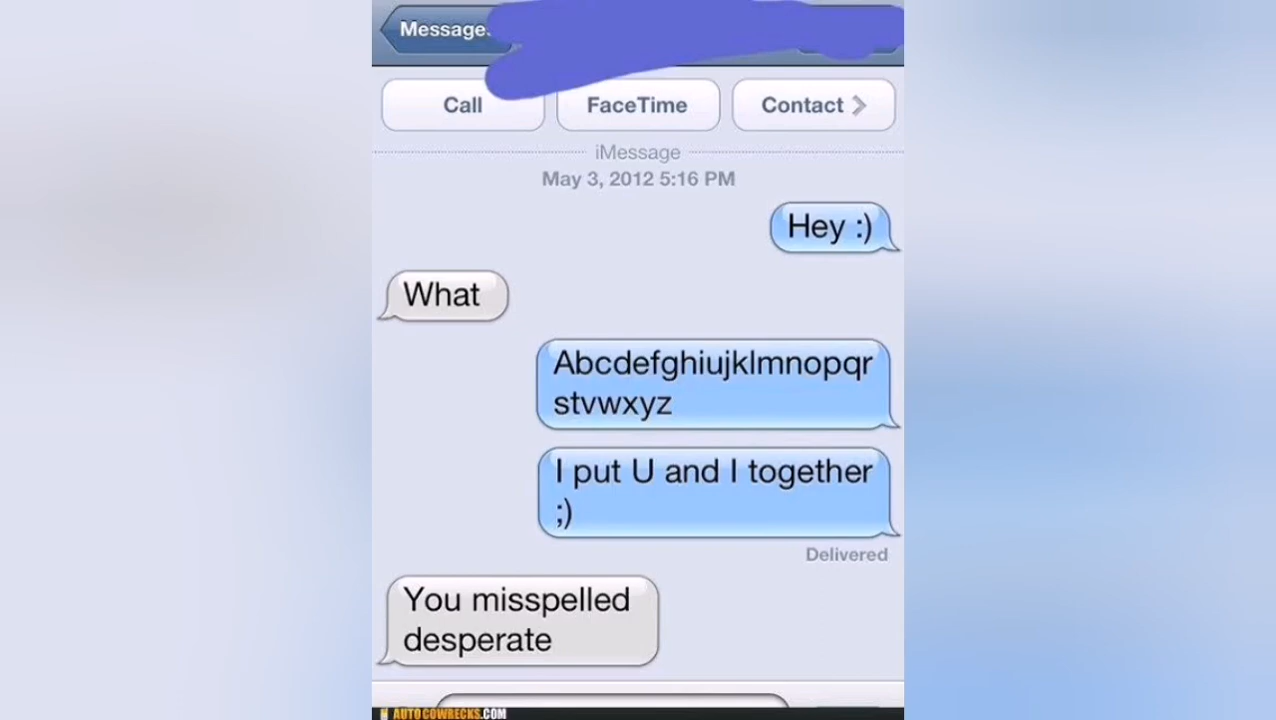 Message
Call
FaceTime
Contact
iMessage
May 3, 2012 5:16 PM
Hey :)
What
Abcdefghiujklmnopqr
stvwxyz
I put U and I together
;)
Delivered
You misspelled
desperate
AUTOCOWRECKS.COM